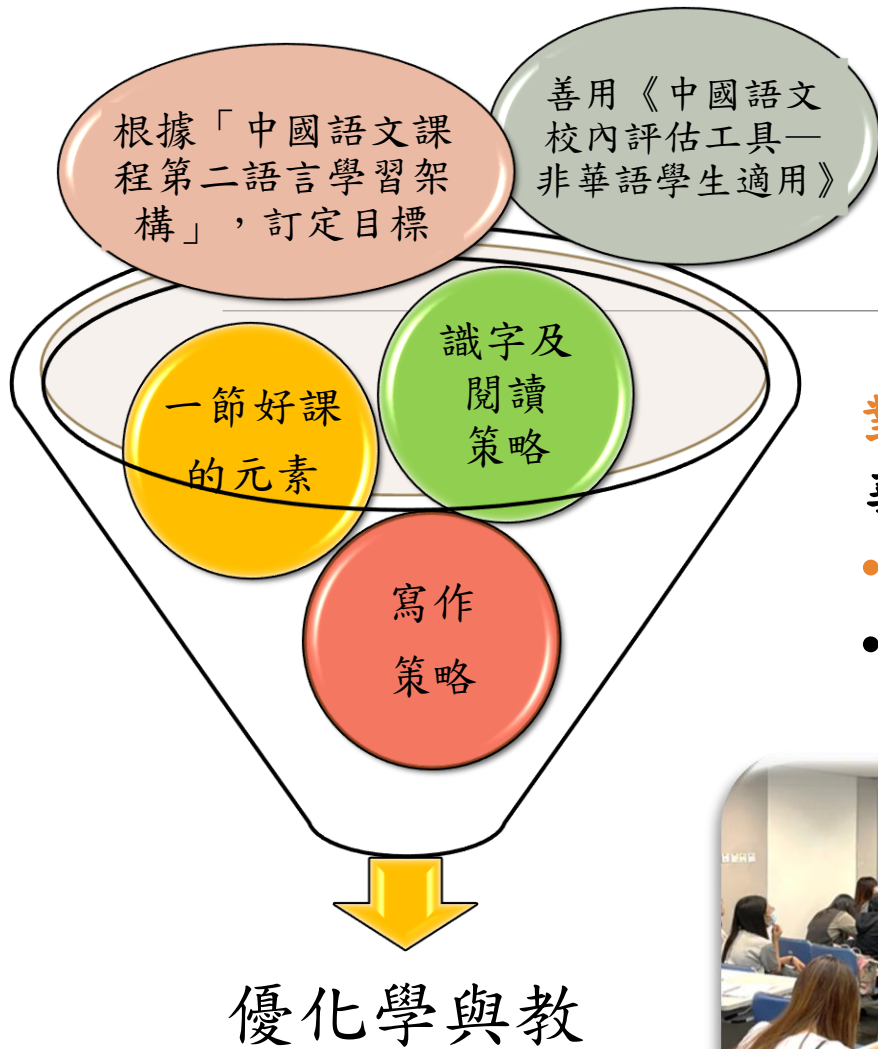 根據「中國語文課
程第二語言學習架
構」，訂定目標
善用《中國語文
校內評估工具—
非華語學生適用》
識字及
閱讀
策略
一節好課
的元素
寫作
策略
優化學與教